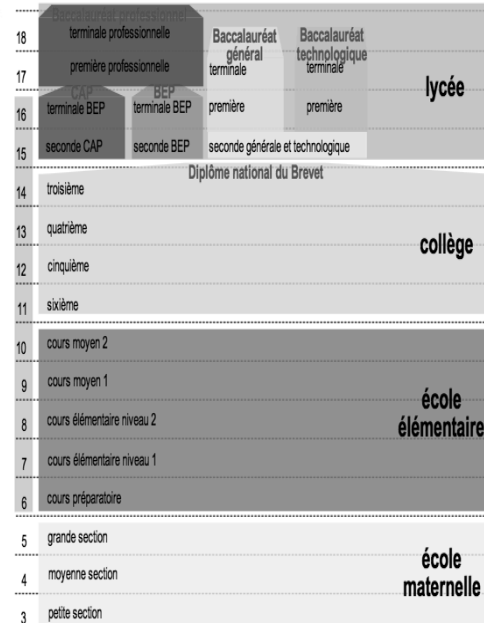 Baccalauréat professionnel
18
terminale professionnelle
Baccalauréat
général
Baccalauréat
technologique
17
première professionnelle
terminale
terminale
lycée
CAP
BEP
16
terminale BEP
terminale BEP
première
première
15
seconde CAP
seconde BEP
seconde générale et technologique
Diplôme national du Brevet
14
troisième
13
quatrième
collège
12
cinquième
11
sixième
10
cours moyen 2
9
cours moyen 1
école
élémentaire
8
cours élémentaire niveau 2
7
cours élémentaire niveau 1
6
cours préparatoire
5
grande section
école
maternelle
4
moyenne section
3
petite section